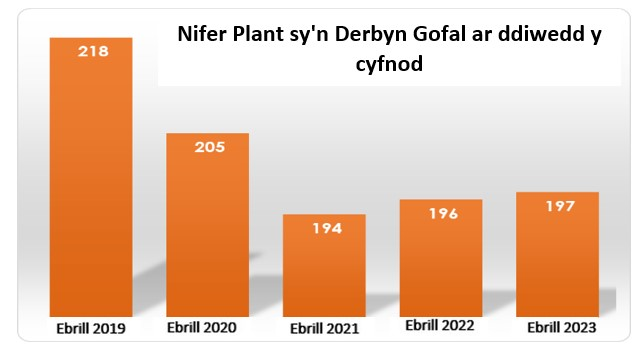 Nifer Plant sy'n Derbyn Gofal ar ddiwedd y
cyfnod
218
205
194
196
197
Ebrill 2019
Ebrill 2020
Ebrill 2021
Ebrill 2022
Ebrill 2023